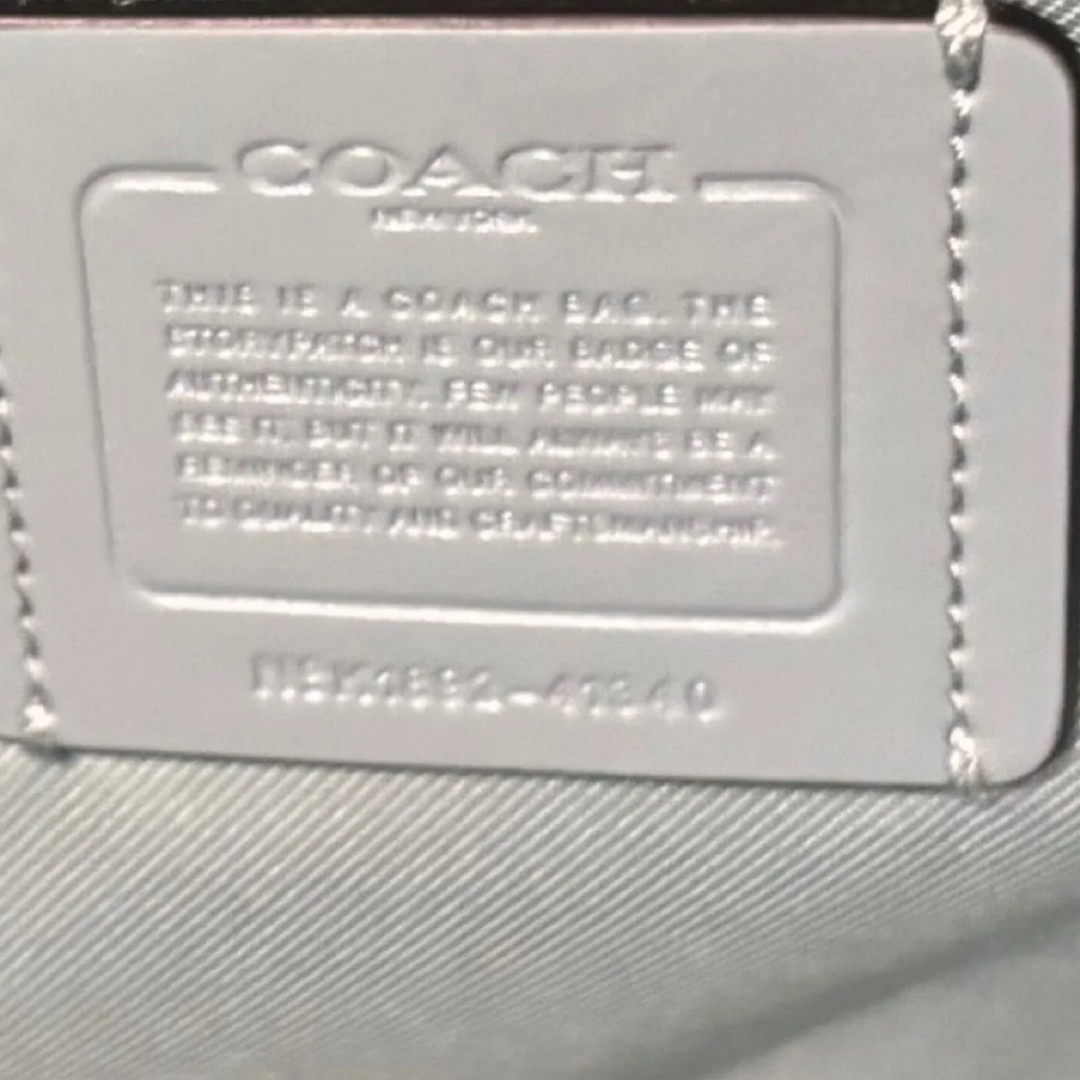 COACH
NEW YORK
THIS IS A COACH BAG. THE
STORYPATCH IS OUR BADGE OF
AUTHENTICITY. FEW PEOPLE MAY
SEE IT, BUT IT WILL ALWAYS BE A
REMINDER OF OUR COMMITMENT
TO QUALITY AND CRAFTSMANSHIP.